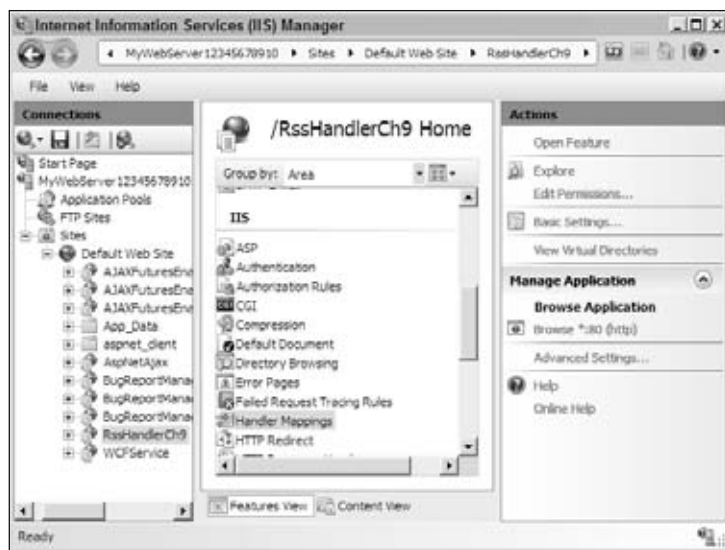 Internet Information Services (IIS) Manager
MyWebServer12345678910 Sites Default Web Site RssHandlerCh9
File View Help
Connections
Start Page
MyWebServer12345678910
Application Pools
FTP Sites
Sites
Default Web Site
AJAXFuturesEna
AJAXFuturesEna
AJAXFuturesEna
App_Data
aspnet_client
AspNetAjax
BugReportMana
BugReportMana
BugReportMana
RssHandlerCh9
WCFService
/RssHandlerCh9 Home
Group by: Area
IIS
ASP
Authentication
Authorization Rules
CGI
Compression
Default Document
Directory Browsing
Error Pages
Failed Request Tracing Rules
Handler Mappings
HTTP Redirect
Features View Content View
Actions
Open Feature
Explore
Edit Permissions...
Basic Settings...
View Virtual Directories
Manage Application
Browse Application
Browse *:80 (http)
Advanced Settings...
Help
Online Help
Ready